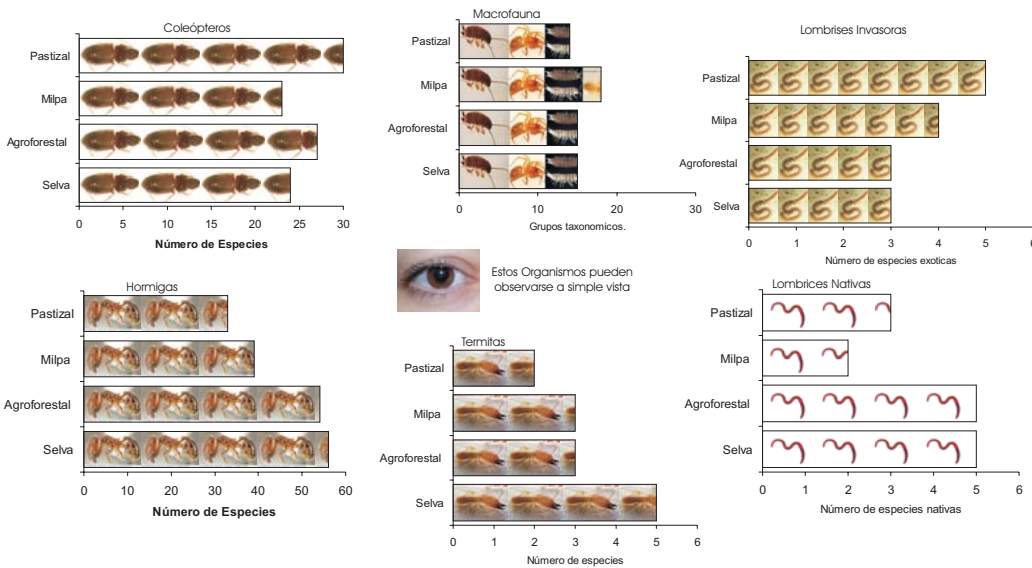 Coleópteros
Pastizal
Milpa
Agroforestal
Selva
0 5 10 15 20 25 30
Número de Especies
Macrofauna
Pastizal
Milpa
Agroforestal
Selva
0 10 20 30
Grupos taxonomicos.
Lombrises Invasoras
Pastizal
Milpa
Agroforestal
Selva
0 1 2 3 4 5 6
Número de especies exoticas
Estos Organismos pueden
observarse a simple vista
Hormigas
Pastizal
Milpa
Agroforestal
Selva
0 10 20 30 40 50 60
Número de Especies
Termitas
Pastizal
Milpa
Agroforestal
Selva
0 1 2 3 4 5 6
Número de especies
Lombrices Nativas
Pastizal
Milpa
Agroforestal
Selva
0 1 2 3 4 5 6
Número de especies nativas